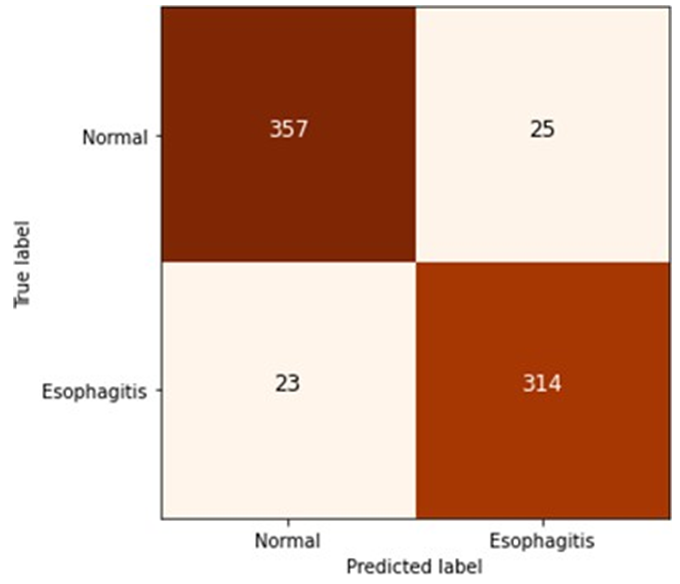 True label
Normal
357
25
Esophagitis
23
314
Normal
Esophagitis
Predicted label